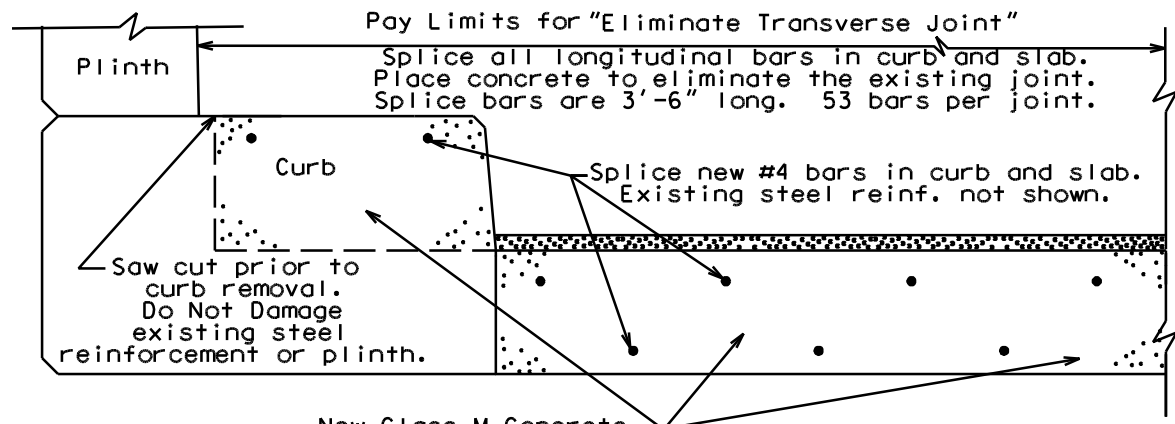 Pay Limits for "Eliminate Transverse Joint"
Plinth
Splice all longitudinal bars in curb and slab.
Place concrete to eliminate the existing joint.
Splice bars are 3'-6" long. 53 bars per joint.
Curb
Splice new #4 bars in curb and slab.
Existing steel reinf. not shown.
Saw cut prior to
curb removal.
Do Not Damage
existing steel
reinforcement or plinth.
New Class M Concrete